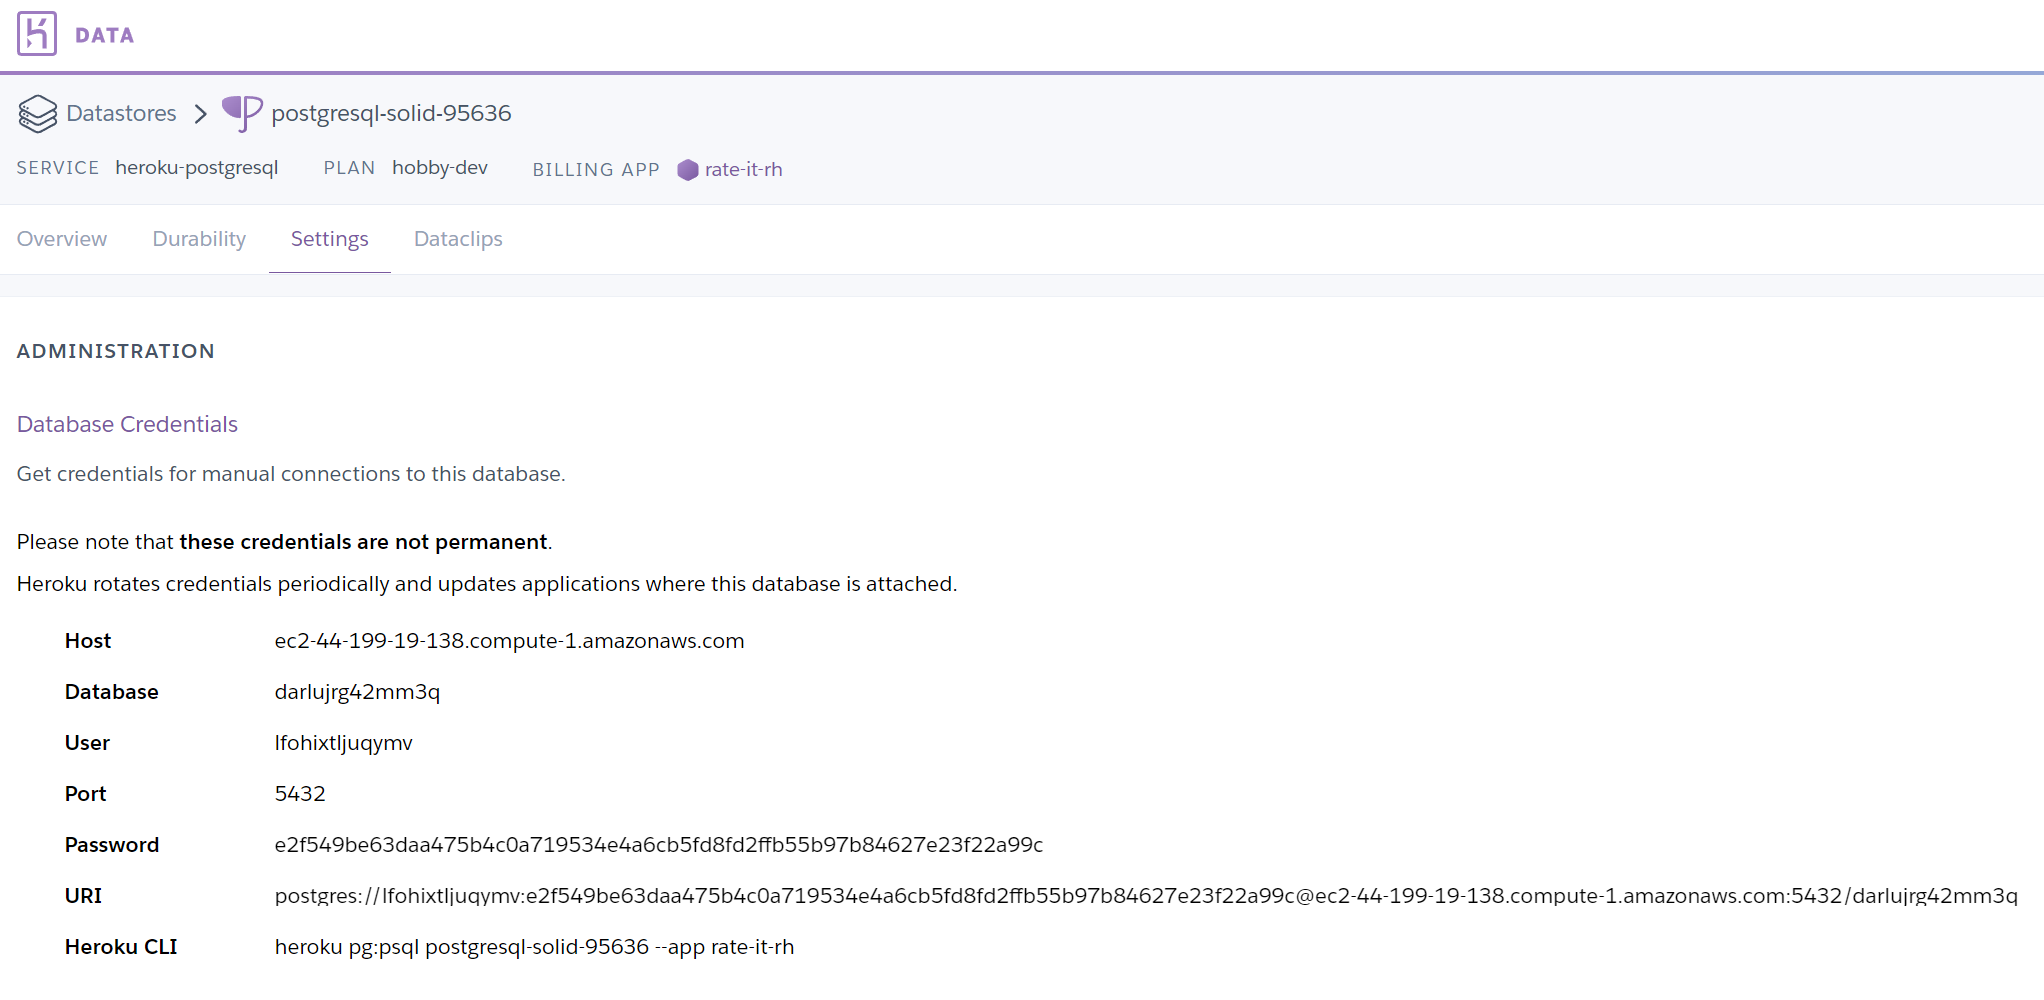 DATA
Datastores postgresql-solid-95636
SERVICE heroku-postgresql PLAN hobby-dev BILLING APP rate-it-rh
Overview Durability Settings Dataclips
ADMINISTRATION
Database Credentials
Get credentials for manual connections to this database.
Please note that these credentials are not permanent.
Heroku rotates credentials periodically and updates applications where this database is attached.
Host ec2-44-199-19-138.compute-1.amazonaws.com
Database darlujrg42mm3q
User lfohixtljuqymv
Port 5432
Password e2f549be63daa475b4c0a719534e4a6cb5fd8fd2ffb55b97b84627e23f22a99c
URI postgres://lfohixtljuqymv:e2f549be63daa475b4c0a719534e4a6cb5fd8fd2ffb55b97b84627e23f22a99c@ec2-44-199-19-138.compute-1.amazonaws.com:5432/darlujrg42mm3q
Heroku CLI heroku pg:psql postgresql-solid-95636 --app rate-it-rh